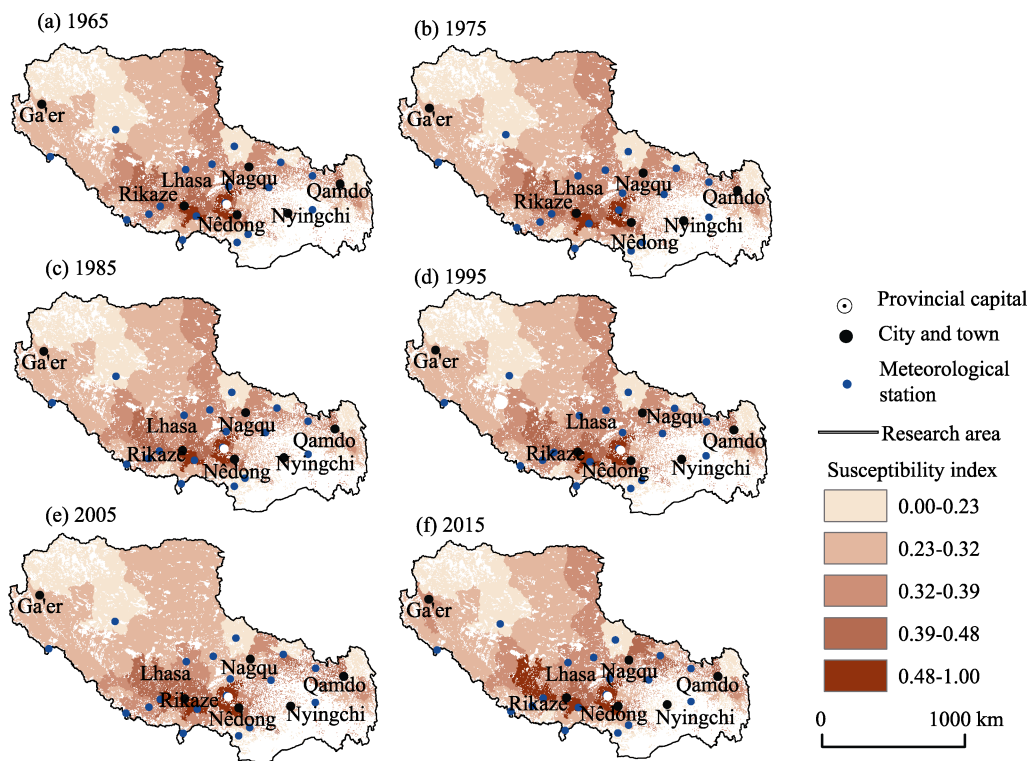 (a) 1965
Ga'er
Lhasa
Nagqu
Rikaze
Qamdo
Nyingchi
Nêdong
(b) 1975
Ga'er
Lhasa
Nagqu
Rikaze
Qamdo
Nyingchi
Nêdong
(c) 1985
Ga'er
Lhasa
Nagqu
Qamdo
Rikaze
Nêdong
Nyingchi
(d) 1995
Ga'er
Lhasa
Nagqu
Qamdo
Rikaze
Nêdong
Nyingchi
(e) 2005
Ga'er
Lhasa
Nagqu
Qamdo
Rikaze
Nêdong
Nyingchi
(f) 2015
Ga'er
Lhasa
Nagqu
Qamdo
Rikaze
Nêdong
Nyingchi
Provincial capital
City and town
Meteorological
station
Research area
Susceptibility index
0.00-0.23
0.23-0.32
0.32-0.39
0.39-0.48
0.48-1.00
0
1000 km